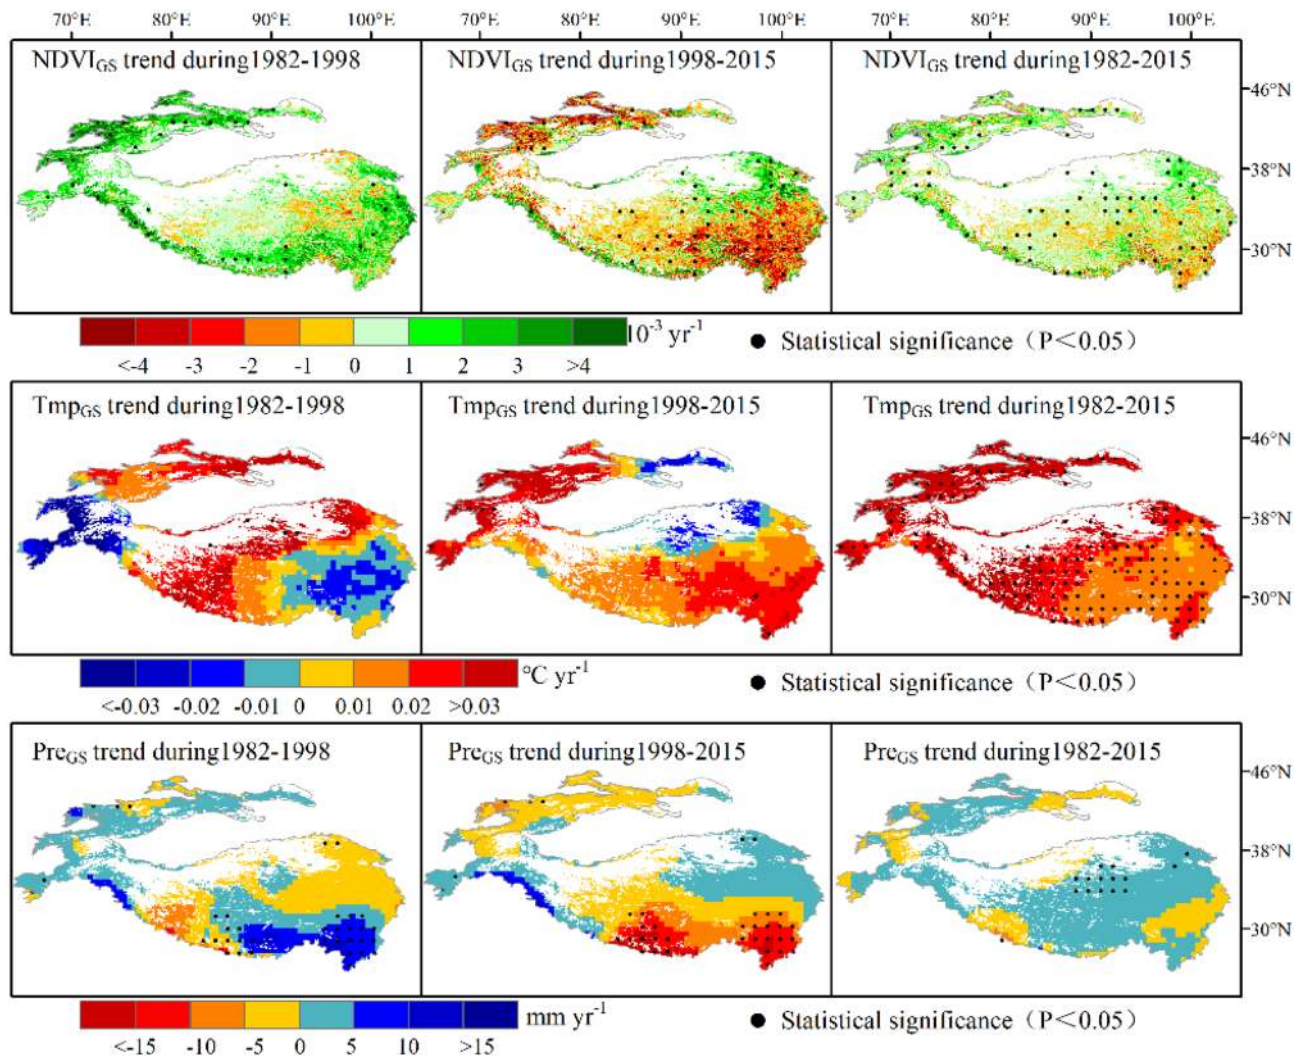 70°E 80°E 90°E 100°E 70°E 80°E 90°E 100°E 70°E 80°E 90°E 100°E
NDVIGS trend during1982-1998 NDVIGS trend during1998-2015 NDVIGS trend during1982-2015
46°N
38°N
30°N
10⁻³ yr⁻¹
<-4 -3 -2 -1 0 1 2 3 >4
● Statistical significance（P<0.05）
TmpGS trend during1982-1998 TmpGS trend during1998-2015 TmpGS trend during1982-2015
46°N
38°N
30°N
°C yr⁻¹
<-0.03 -0.02 -0.01 0 0.01 0.02 >0.03
● Statistical significance（P<0.05）
PreGS trend during1982-1998 PreGS trend during1998-2015 PreGS trend during1982-2015
46°N
38°N
30°N
mm yr⁻¹
<-15 -10 -5 0 5 10 >15
● Statistical significance（P<0.05）